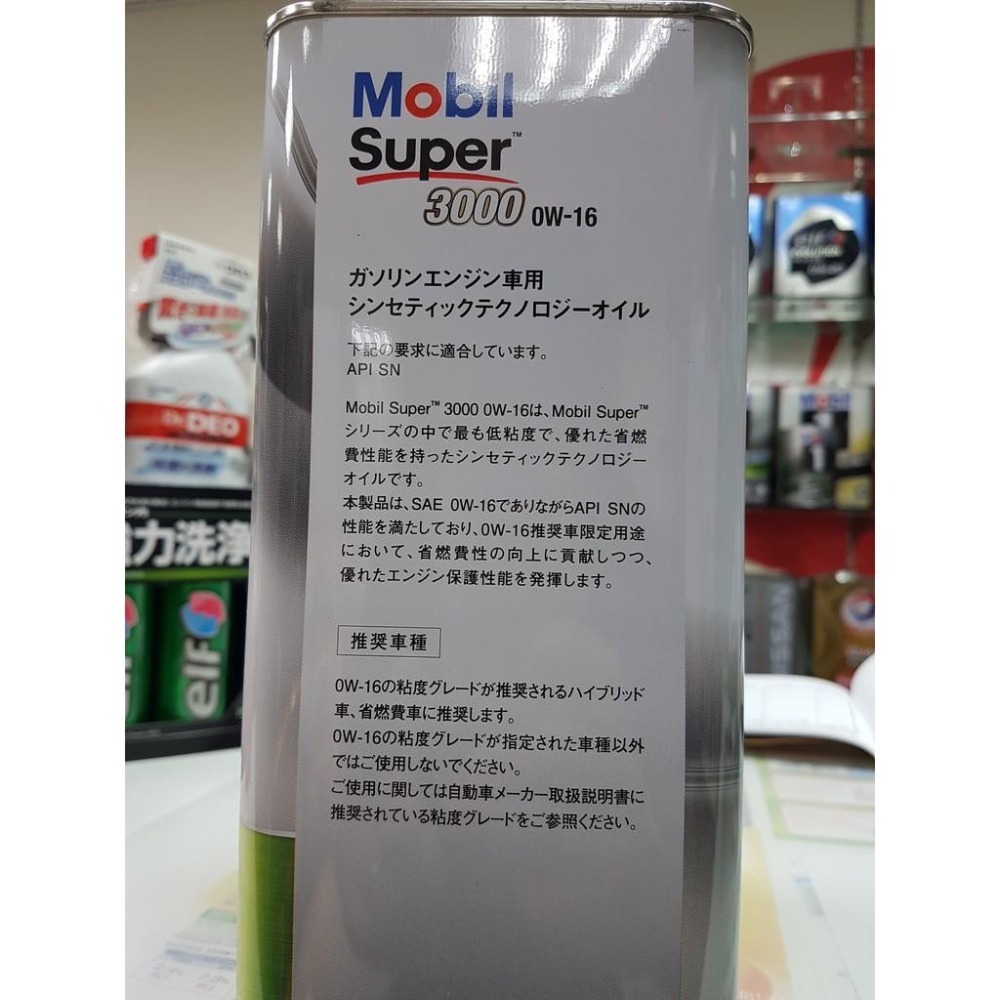 Mobil
Super™
3000 0W-16
ガソリンエンジン車用
シンセティックテクノロジーオイル
下記の要求に適合しています。
API SN
Mobil Super™ 3000 0W-16は、Mobil Super™
シリーズの中で最も低粘度で、優れた省燃
費性能を持ったシンセティックテクノロジー
オイルです。
本製品は、SAE 0W-16でありながらAPI SNの
性能を満たしており、0W-16推奨車限定用途
において、省燃費性の向上に貢献しつつ、
優れたエンジン保護性能を発揮します。
推奨車種
0W-16の粘度グレードが推奨されるハイブリッド
車、省燃費車に推奨します。
0W-16の粘度グレードが指定された車種以外
ではご使用しないでください。
ご使用に関しては自動車メーカー取扱説明書に
推奨されている粘度グレードをご参照ください。
Dr.DEO
力洗浄
elf
Mobil
1
NISSAN